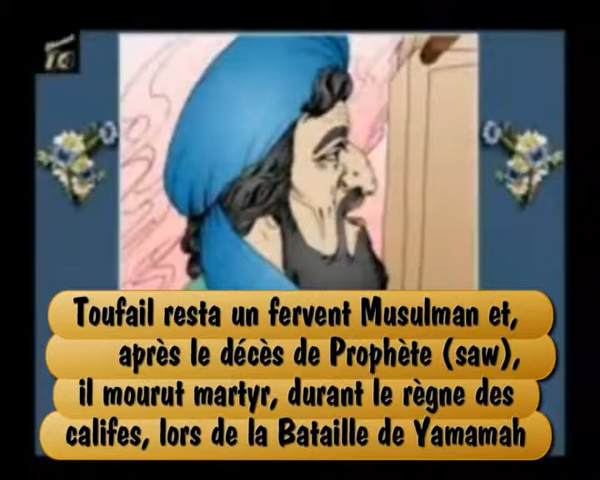 Toufail resta un fervent Musulman et,
après le décès de Prophète (saw),
il mourut martyr, durant le règne des
califes, lors de la Bataille de Yamamah